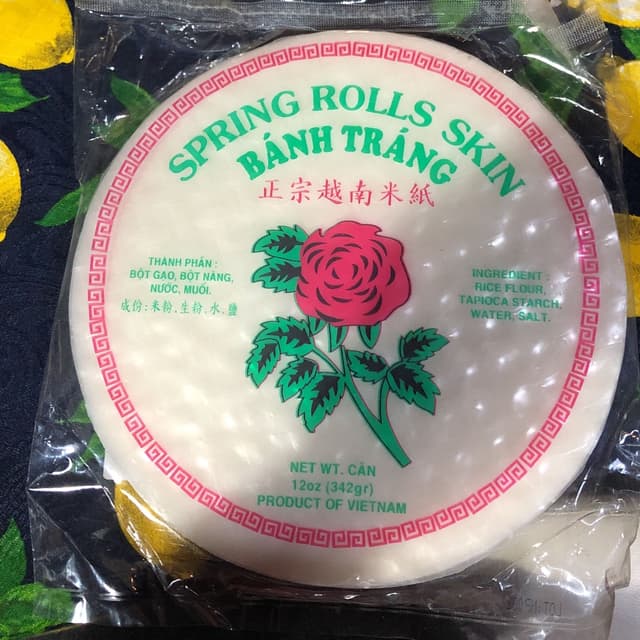 SPRING ROLLS SKIN
BÁNH TRÁNG
正宗越南米紙
THÀNH PHẦN :
BỘT GẠO, BỘT NĂNG,
NƯỚC, MUỐI.
成份:米粉.生粉.水.鹽
INGREDIENT :
RICE FLOUR,
TAPIOCA STARCH,
WATER, SALT.
NET WT. CÂN
12oz (342gr)
PRODUCT OF VIETNAM